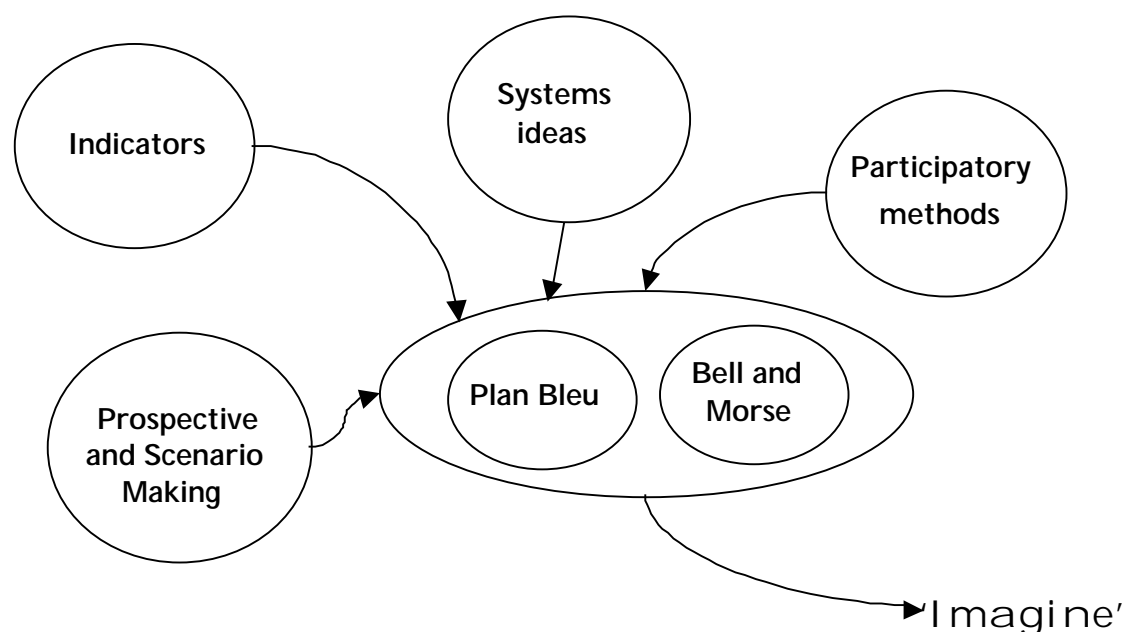 Indicators
Systems
ideas
Participatory
methods
Prospective
and Scenario
Making
Plan Bleu
Bell and
Morse
'Imagine'